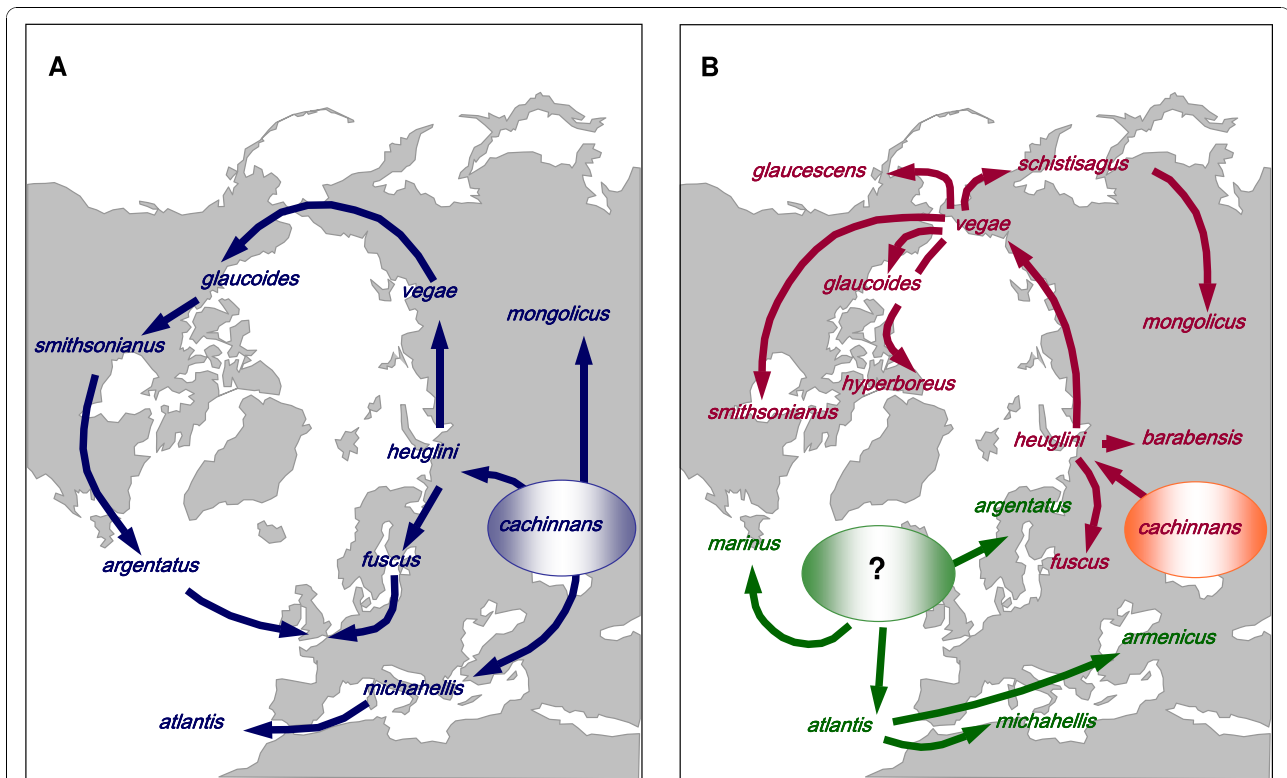 A
glaucoides
vegae
mongolicus
smithsonianus
heuglini
cachinnans
fuscus
argentatus
michahellis
atlantis
B
schistisagus
glaucescens
vegae
glaucoides
mongolicus
hyperboreus
smithsonianus
heuglini
barabensis
argentatus
cachinnans
marinus
fuscus
?
armenicus
michahellis
atlantis